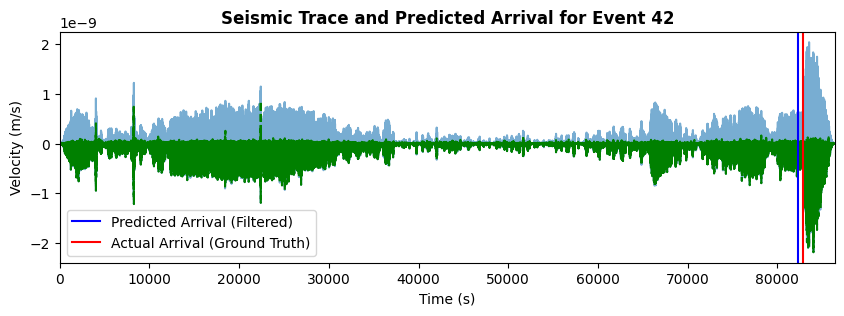 Seismic Trace and Predicted Arrival for Event 42
1e−9
2
1
0
−1
−2
Velocity (m/s)
Predicted Arrival (Filtered)
Actual Arrival (Ground Truth)
0 10000 20000 30000 40000 50000 60000 70000 80000
Time (s)